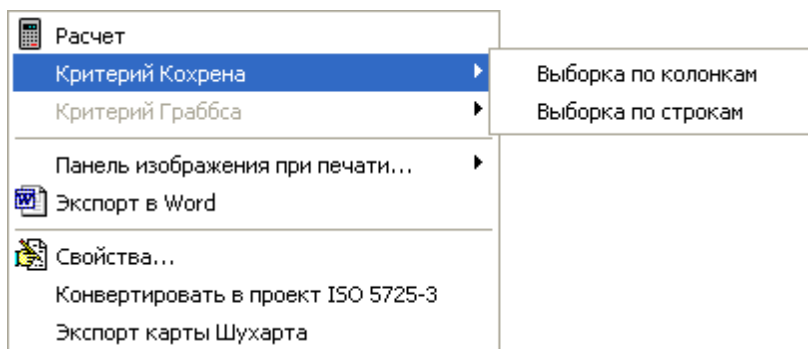 Расчет
Критерий Кохрена
Выборка по колонкам
Критерий Граббса
Выборка по строкам
Панель изображения при печати...
Экспорт в Word
Свойства...
Конвертировать в проект ISO 5725-3
Экспорт карты Шухарта